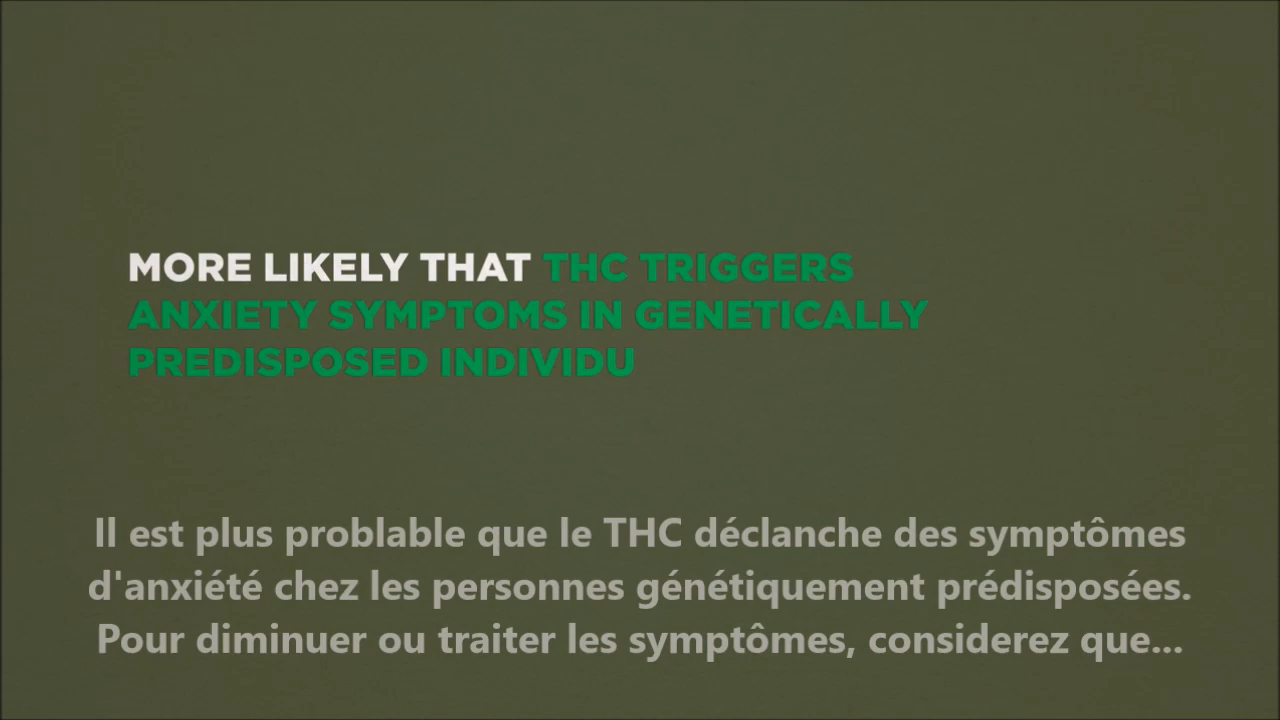 MORE LIKELY THAT THC TRIGGERS
ANXIETY SYMPTOMS IN GENETICALLY
PREDISPOSED INDIVIDU
Il est plus problable que le THC déclanche des symptômes
d'anxiété chez les personnes génétiquement prédisposées.
Pour diminuer ou traiter les symptômes, considerez que...